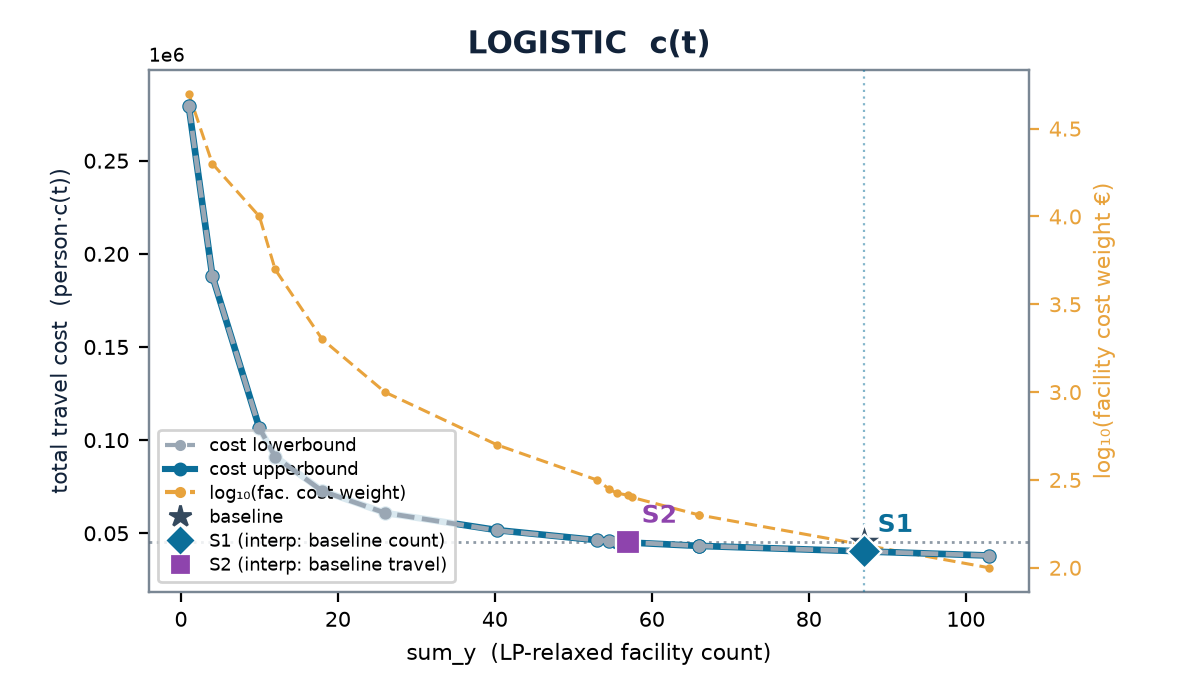 LOGISTIC  c(t)
1e6
0.25
0.20
0.15
0.10
0.05
total travel cost  (person·c(t))
4.5
4.0
3.5
3.0
2.5
2.0
log₁₀(facility cost weight €)
cost lowerbound
cost upperbound
log₁₀(fac. cost weight)
baseline
S1 (interp: baseline count)
S2 (interp: baseline travel)
S2
S1
0 20 40 60 80 100
sum_y  (LP-relaxed facility count)